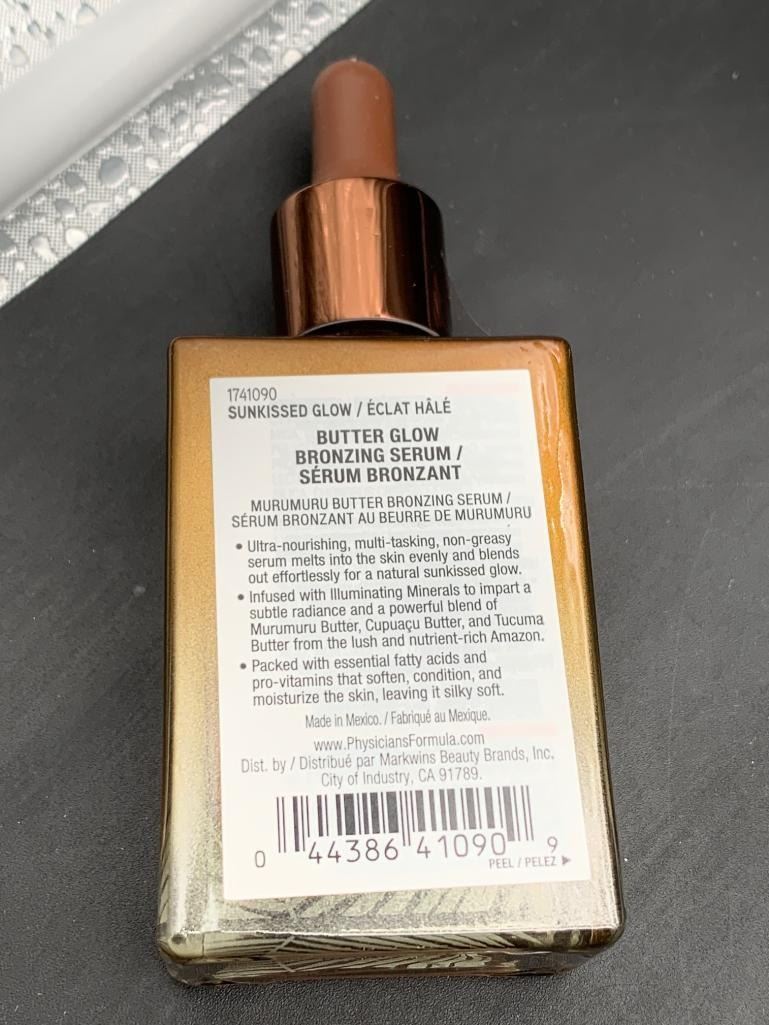 1741090
SUNKISSED GLOW / ÉCLAT HÂLÉ
BUTTER GLOW
BRONZING SERUM /
SÉRUM BRONZANT
MURUMURU BUTTER BRONZING SERUM /
SÉRUM BRONZANT AU BEURRE DE MURUMURU
• Ultra-nourishing, multi-tasking, non-greasy
serum melts into the skin evenly and blends
out effortlessly for a natural sunkissed glow.
• Infused with Illuminating Minerals to impart a
subtle radiance and a powerful blend of
Murumuru Butter, Cupuaçu Butter, and Tucuma
Butter from the lush and nutrient-rich Amazon.
• Packed with essential fatty acids and
pro-vitamins that soften, condition, and
moisturize the skin, leaving it silky soft.
Made in Mexico. / Fabriqué au Mexique.
www.PhysiciansFormula.com
Dist. by / Distribué par Markwins Beauty Brands, Inc.
City of Industry, CA 91789.
0 44386 41090 9
PEEL / PELEZ ▶